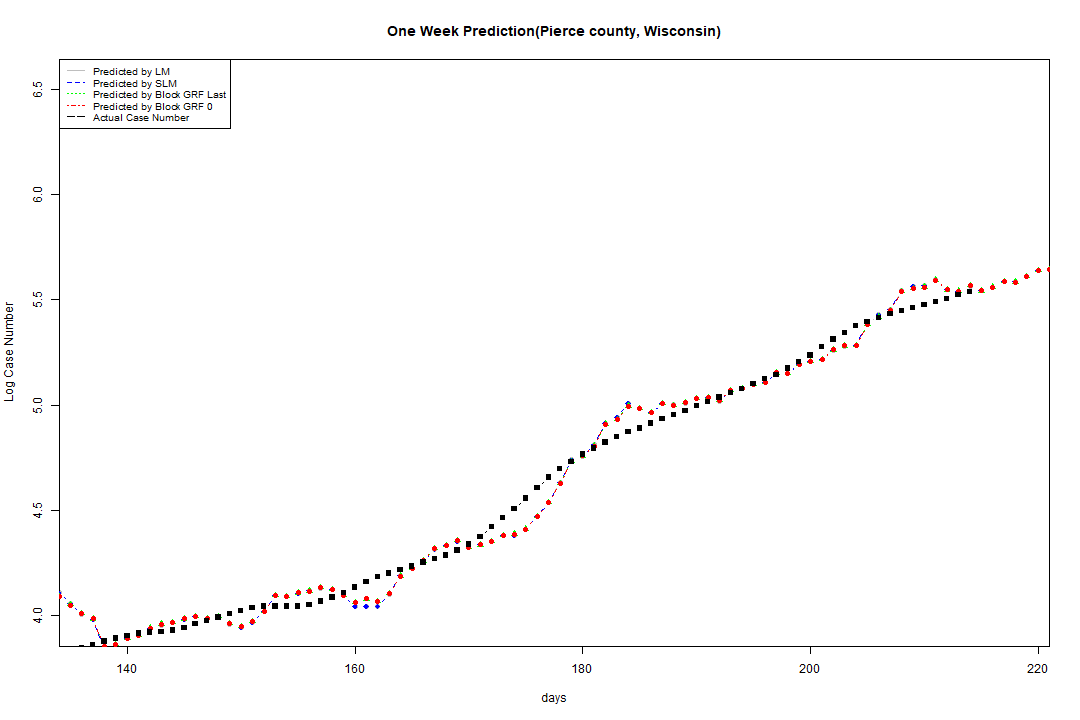 One Week Prediction(Pierce county, Wisconsin)
Predicted by LM
Predicted by SLM
Predicted by Block GRF Last
Predicted by Block GRF 0
Actual Case Number
6.5
6.0
5.5
5.0
4.5
4.0
Log Case Number
140 160 180 200 220
days